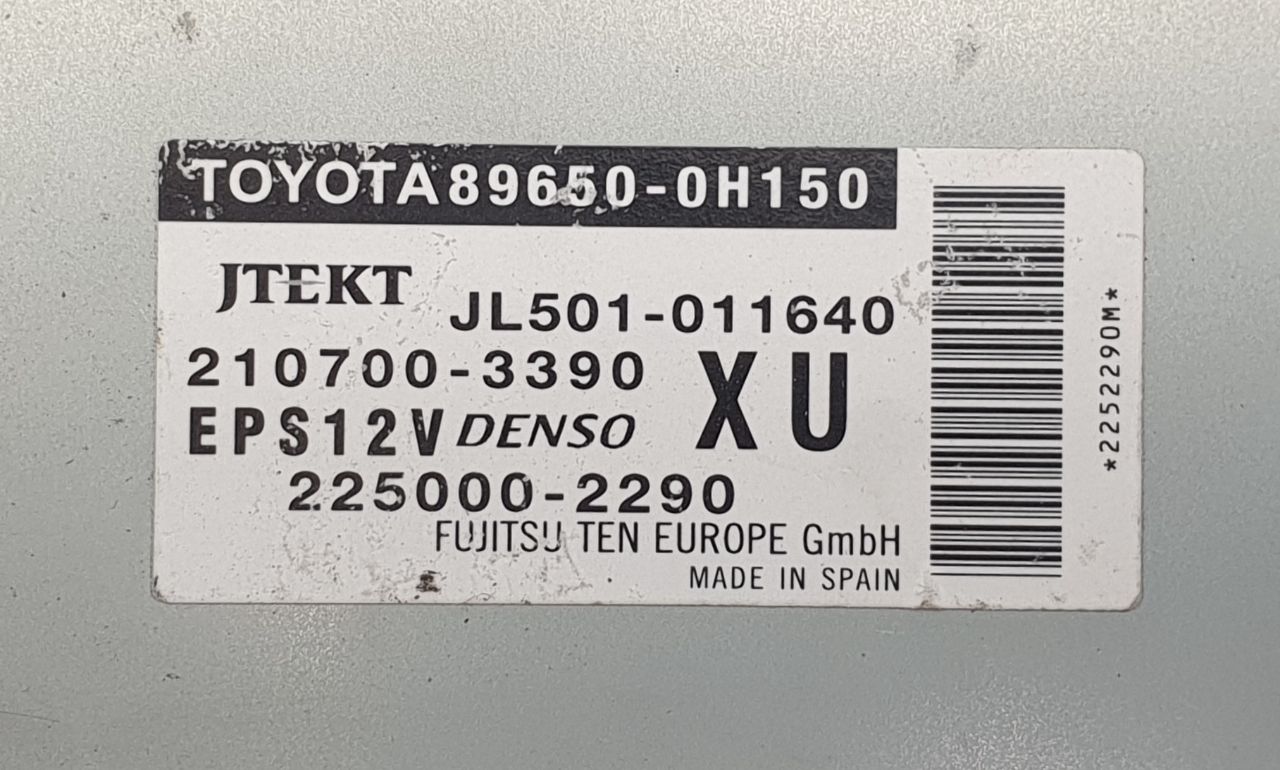 TOYOTA 89650-0H150
JTEKT
JL501-011640
210700-3390 XU
EPS12V DENSO
225000-2290
FUJITSU TEN EUROPE GmbH
MADE IN SPAIN
*2252290M*